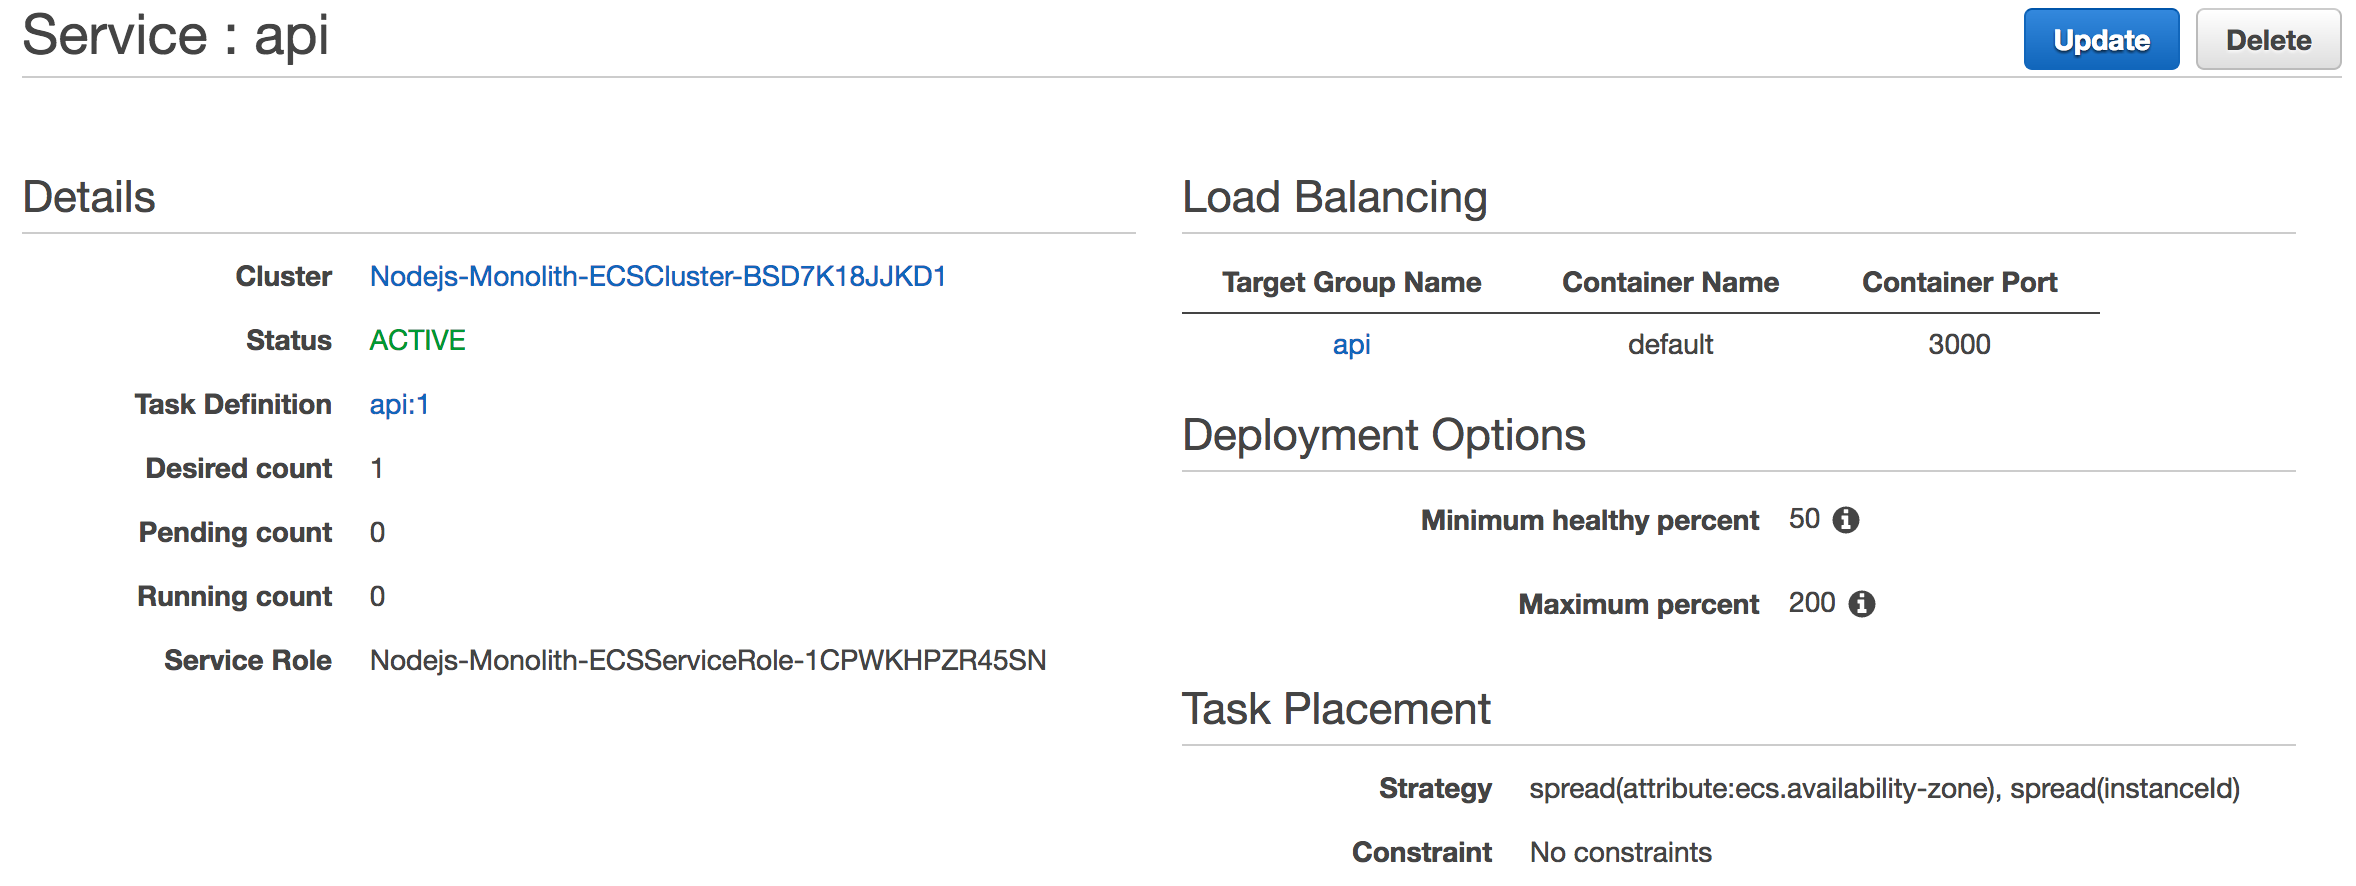 Service : api
Update
Delete
Details
Cluster Nodejs-Monolith-ECSCluster-BSD7K18JJKD1
Status ACTIVE
Task Definition api:1
Desired count 1
Pending count 0
Running count 0
Service Role Nodejs-Monolith-ECSServiceRole-1CPWKHPZR45SN
Load Balancing
Target Group Name Container Name Container Port
api default 3000
Deployment Options
Minimum healthy percent 50
Maximum percent 200
Task Placement
Strategy spread(attribute:ecs.availability-zone), spread(instanceId)
Constraint No constraints